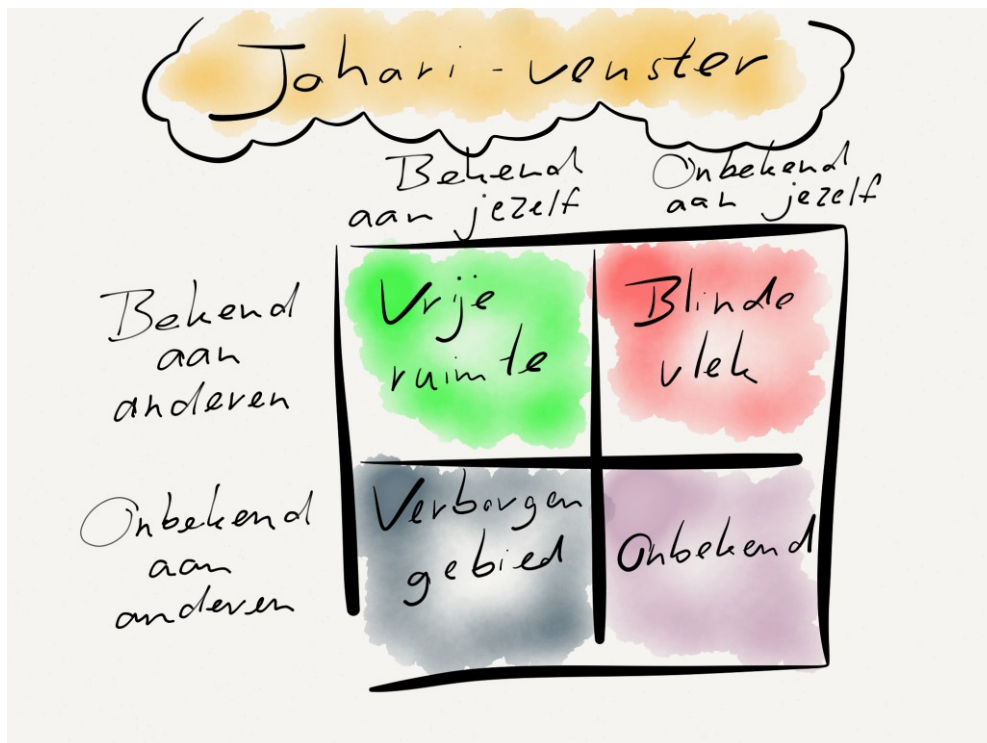 Johari-venster
Bekend
aan jezelf
Onbekend
aan jezelf
Bekend
aan
anderen
Vrije
ruimte
Blinde
vlek
Onbekend
aan
anderen
Verborgen
gebied
Onbekend